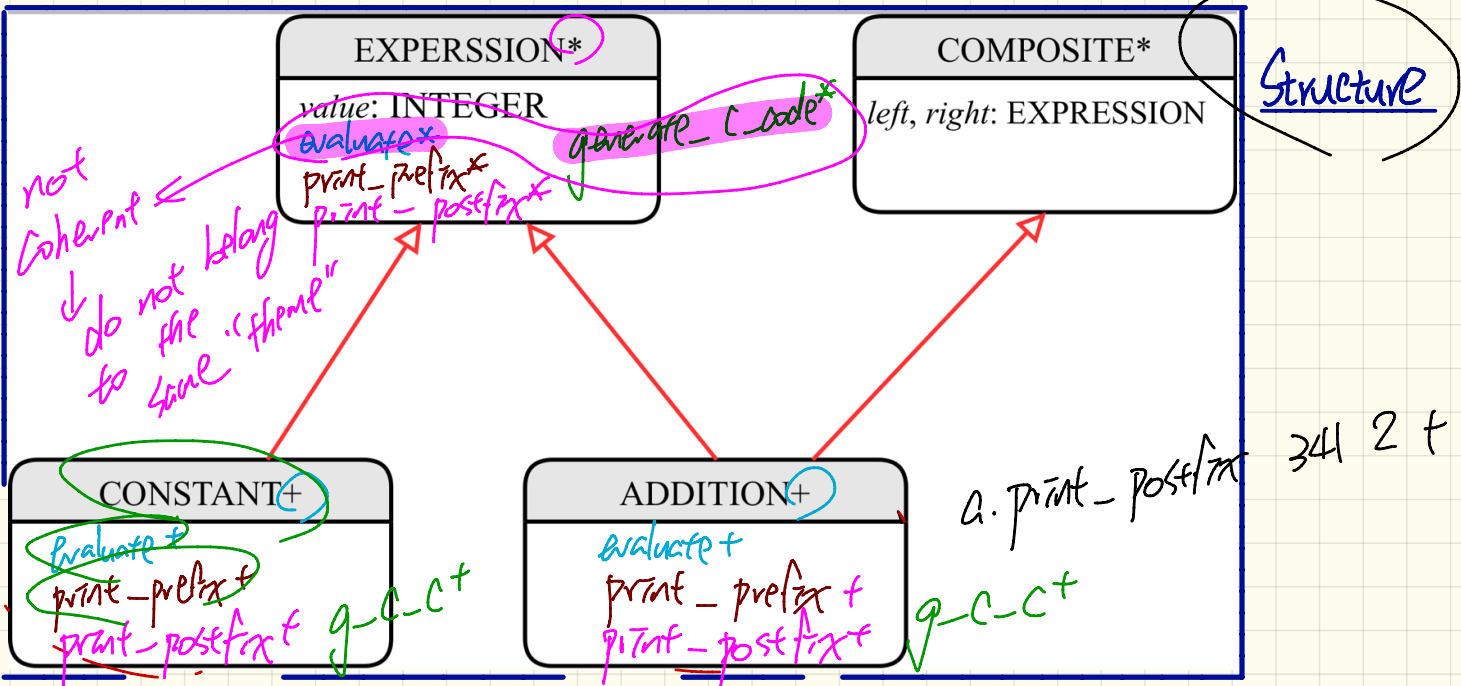 EXPERSSION*
value: INTEGER
evaluate*
generate_c_code*
print_prefix*
print_postfix*
COMPOSITE*
left, right: EXPRESSION
Structure
not
coherent
do not belong
to the
same "theme"
CONSTANT+
evaluate+
print_prefix+
print_postfix+
g_c_c+
ADDITION+
evaluate+
print_prefix+
print_postfix+
g_c_c+
a.print_postfix 341 2 +